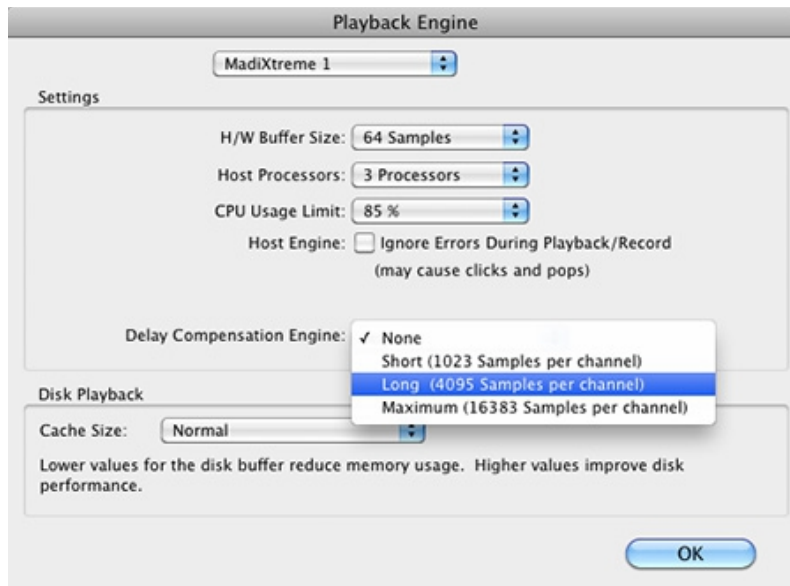 Playback Engine
MadiXtreme 1
Settings
H/W Buffer Size: 64 Samples
Host Processors: 3 Processors
CPU Usage Limit: 85 %
Host Engine: Ignore Errors During Playback/Record
(may cause clicks and pops)
Delay Compensation Engine: ✓ None
Short (1023 Samples per channel)
Long (4095 Samples per channel)
Maximum (16383 Samples per channel)
Disk Playback
Cache Size: Normal
Lower values for the disk buffer reduce memory usage. Higher values improve disk
performance.
OK